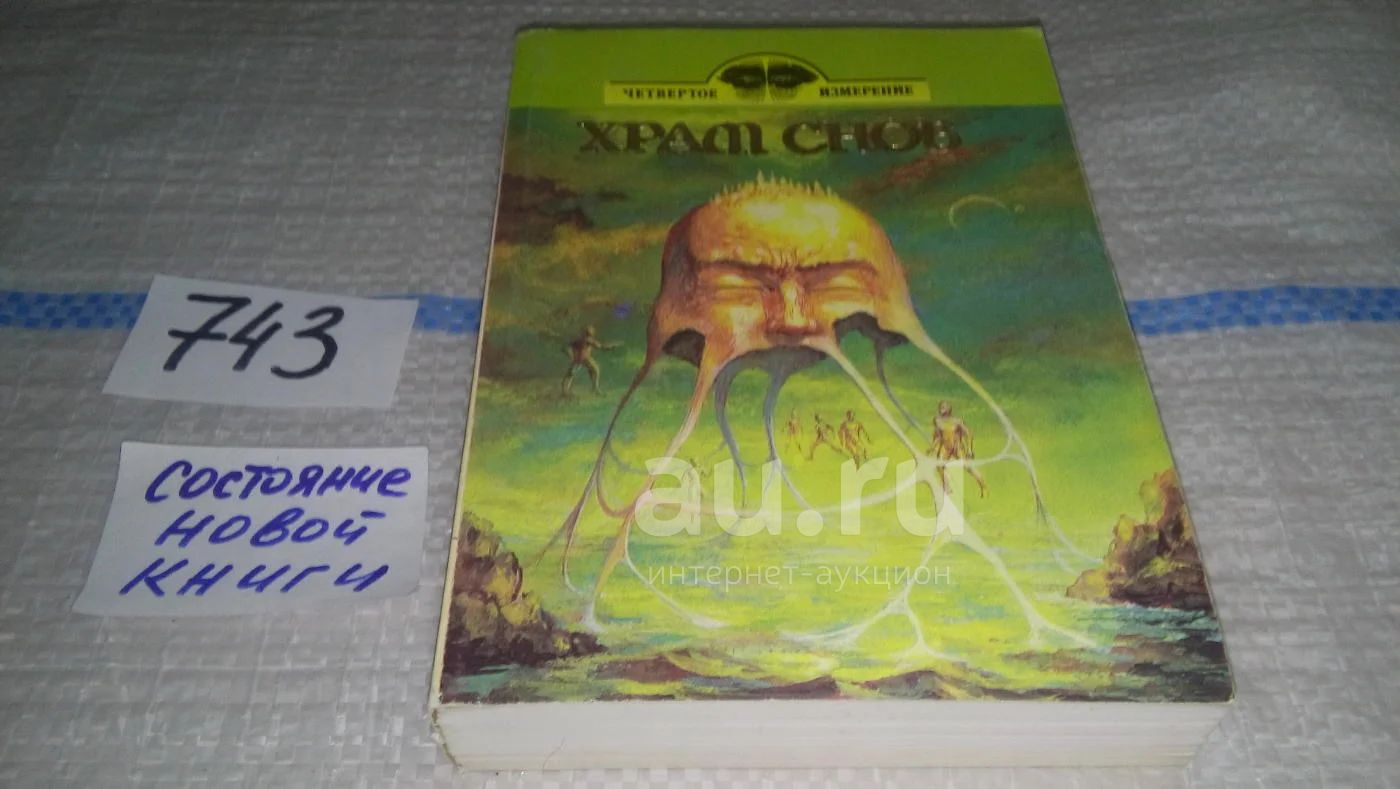 ЧЕТВЕРТОЕ ИЗМЕРЕНИЕ
ХРАМ СНОВ
743
СОСТОЯНИЕ
НОВОЙ
КНИГИ
au.ru
интернет-аукцион